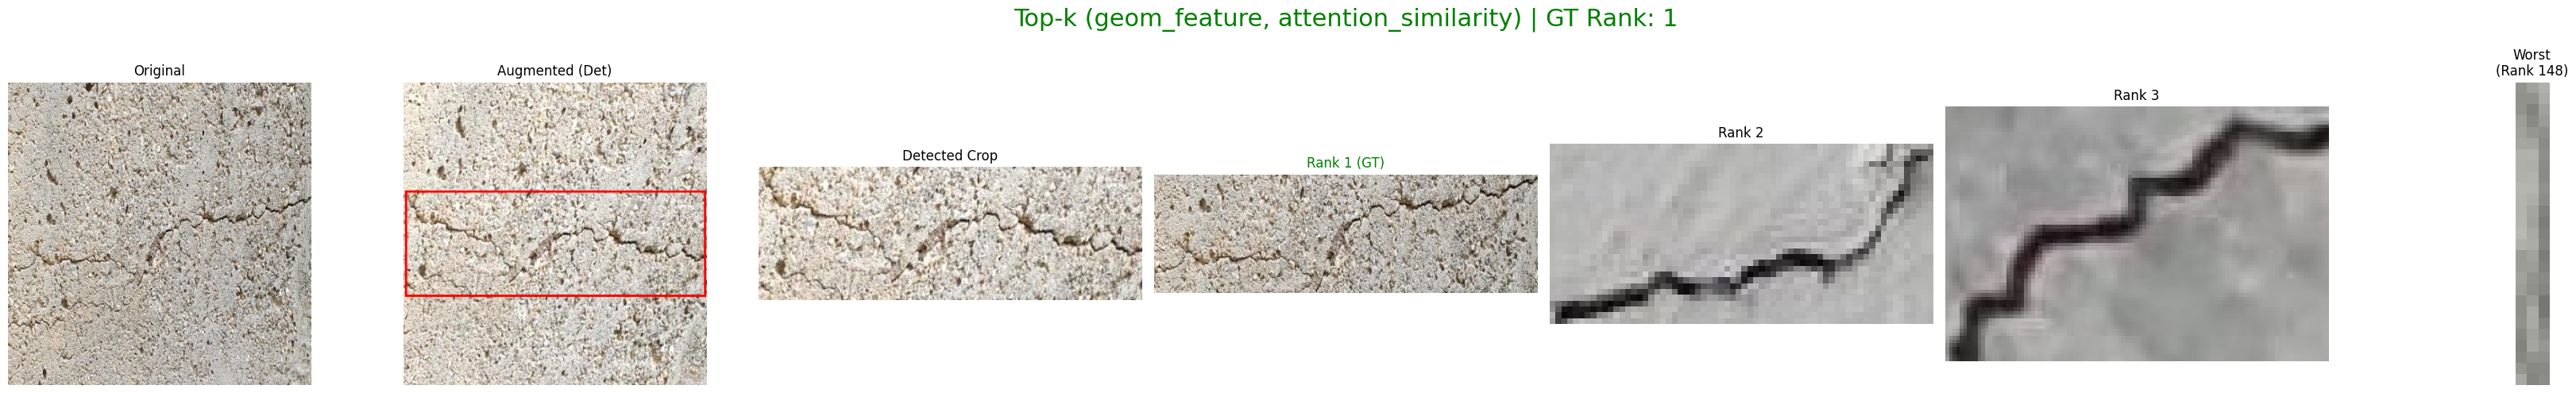 Top-k (geom_feature, attention_similarity) | GT Rank: 1
Original
Augmented (Det)
Detected Crop
Rank 1 (GT)
Rank 2
Rank 3
Worst
(Rank 148)